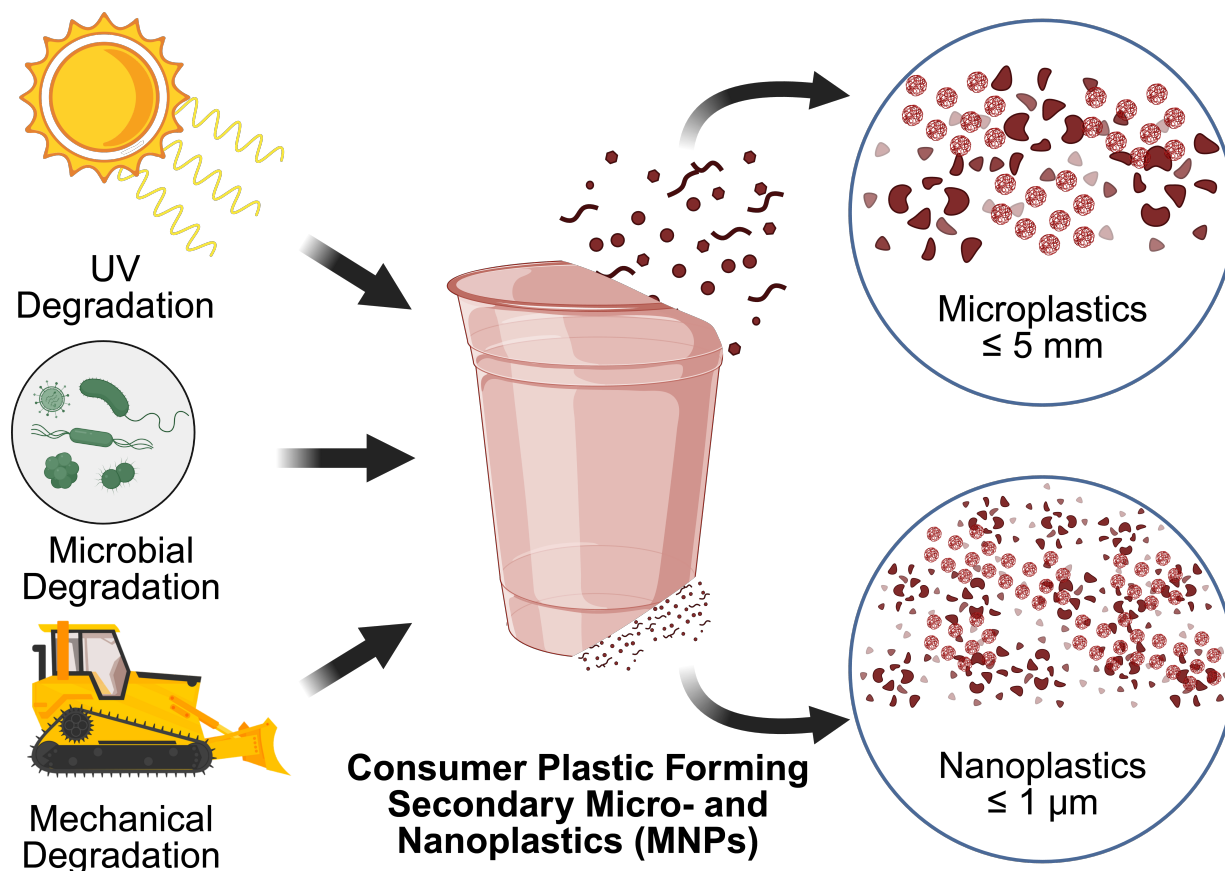 UV
Degradation
Microbial
Degradation
Mechanical
Degradation
Consumer Plastic Forming
Secondary Micro- and
Nanoplastics (MNPs)
Microplastics
≤ 5 mm
Nanoplastics
≤ 1 µm